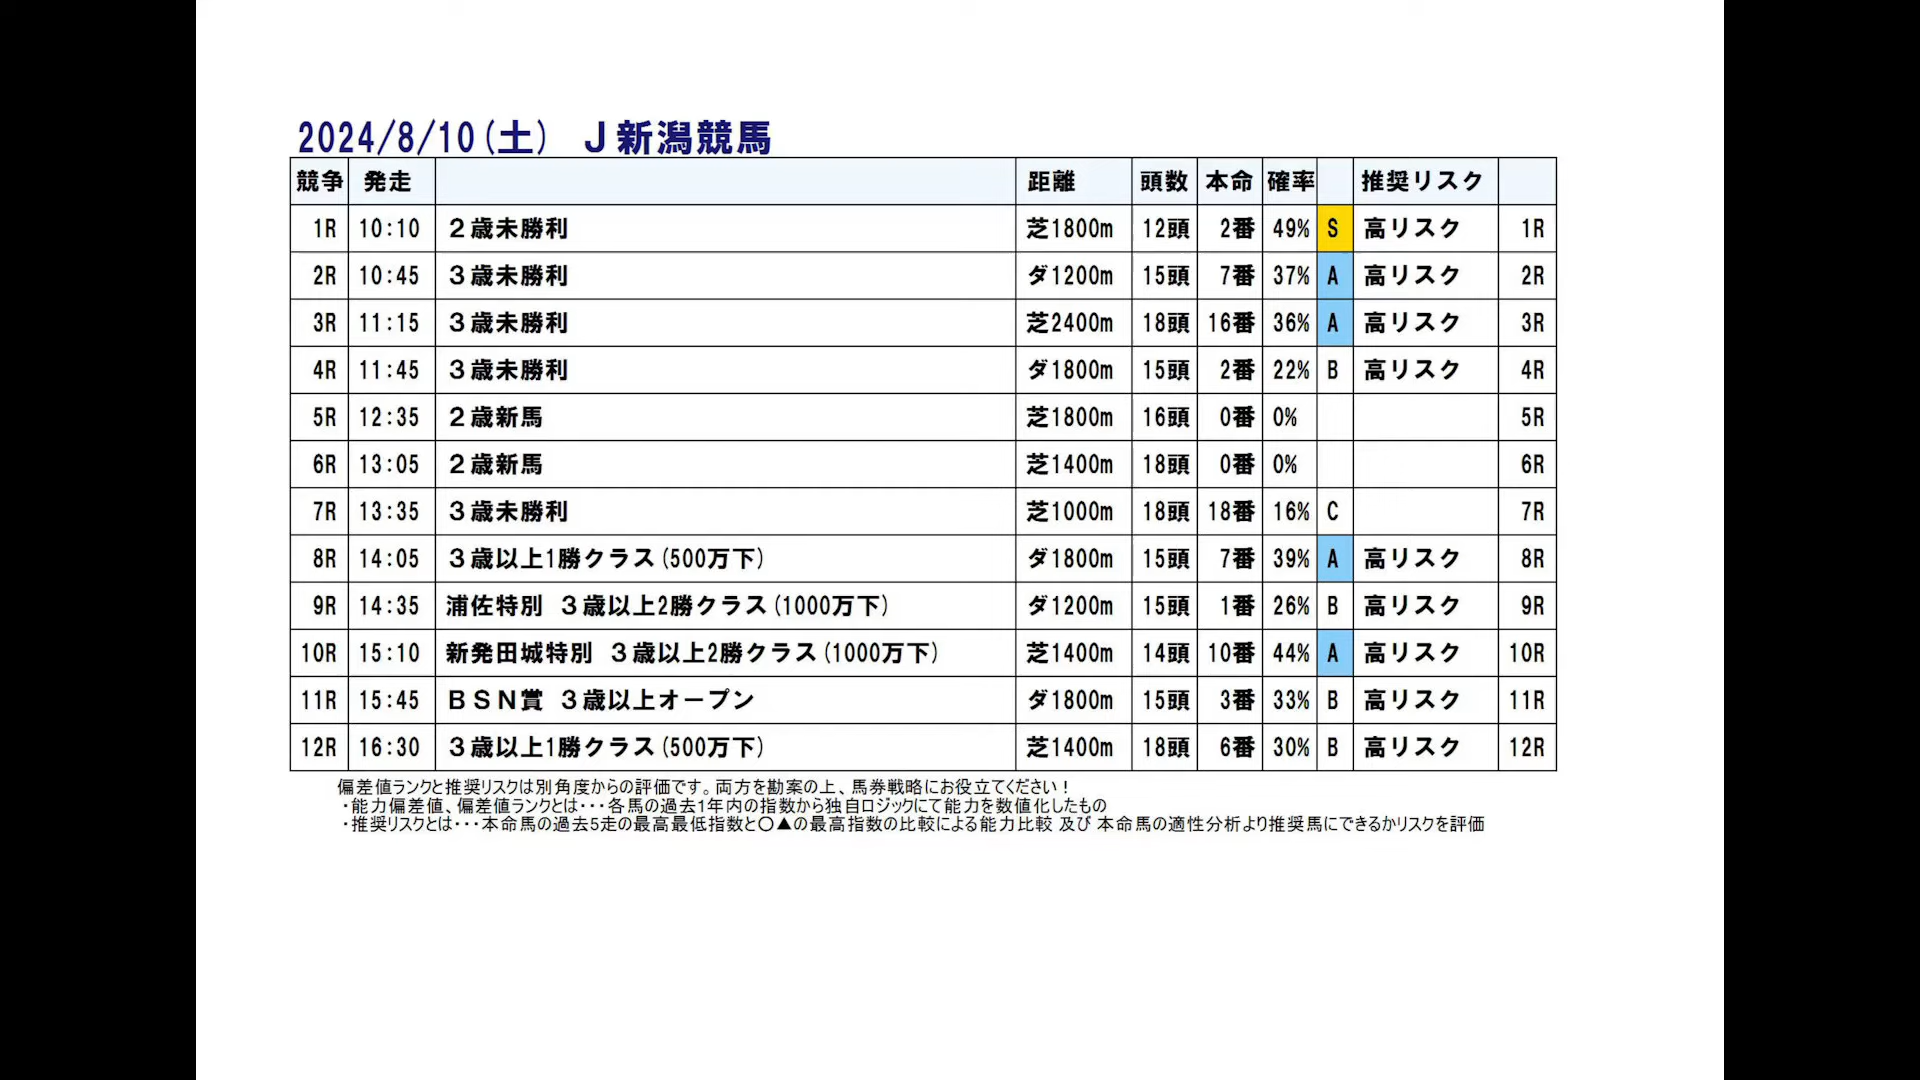 2024/8/10(土)　Ｊ新潟競馬
競争 発走 距離 頭数 本命 確率 推奨リスク
1R 10:10 ２歳未勝利 芝1800m 12頭 2番 49% S 高リスク 1R
2R 10:45 ３歳未勝利 ダ1200m 15頭 7番 37% A 高リスク 2R
3R 11:15 ３歳未勝利 芝2400m 18頭 16番 36% A 高リスク 3R
4R 11:45 ３歳未勝利 ダ1800m 15頭 2番 22% B 高リスク 4R
5R 12:35 ２歳新馬 芝1800m 16頭 0番 0% 5R
6R 13:05 ２歳新馬 芝1400m 18頭 0番 0% 6R
7R 13:35 ３歳未勝利 芝1000m 18頭 18番 16% C 7R
8R 14:05 ３歳以上1勝クラス(500万下) ダ1800m 15頭 7番 39% A 高リスク 8R
9R 14:35 浦佐特別 ３歳以上2勝クラス(1000万下) ダ1200m 15頭 1番 26% B 高リスク 9R
10R 15:10 新発田城特別 ３歳以上2勝クラス(1000万下) 芝1400m 14頭 10番 44% A 高リスク 10R
11R 15:45 ＢＳＮ賞 ３歳以上オープン ダ1800m 15頭 3番 33% B 高リスク 11R
12R 16:30 ３歳以上1勝クラス(500万下) 芝1400m 18頭 6番 30% B 高リスク 12R
偏差値ランクと推奨リスクは別角度からの評価です。両方を勘案の上、馬券戦略にお役立てください！
・能力偏差値、偏差値ランクとは・・・各馬の過去1年内の指数から独自ロジックにて能力を数値化したもの
・推奨リスクとは・・・本命馬の過去5走の最高最低指数と〇▲の最高指数の比較による能力比較 及び 本命馬の適性分析より推奨馬にできるかリスクを評価